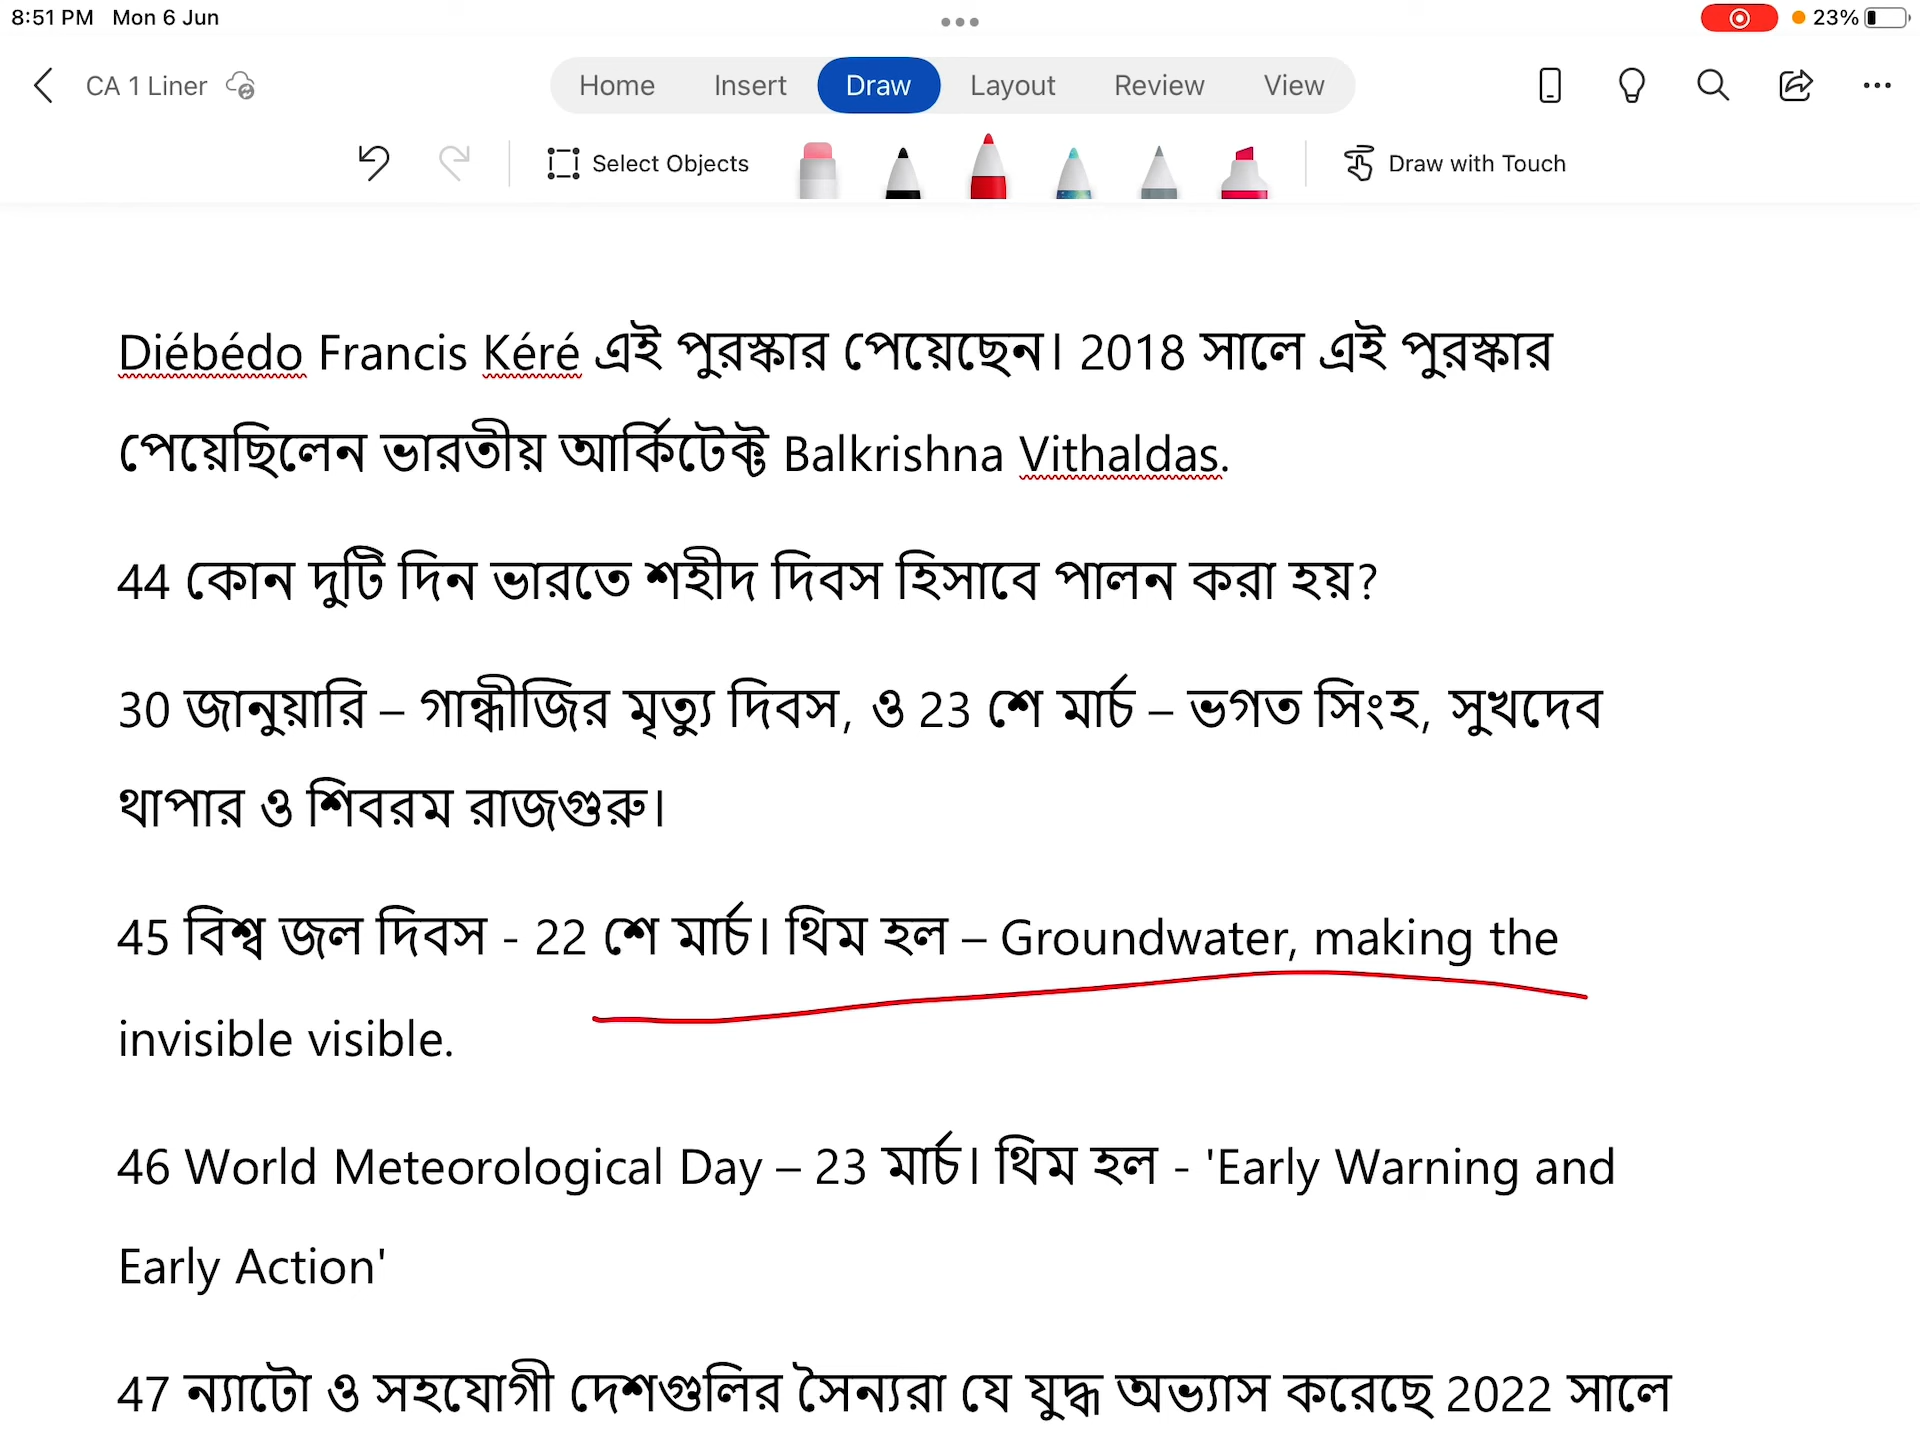 8:51 PM Mon 6 Jun
23%
CA 1 Liner
Home Insert Draw Layout Review View
Select Objects
Draw with Touch
Diébédo Francis Kéré এই পুরস্কার পেয়েছেন। 2018 সালে এই পুরস্কার
পেয়েছিলেন ভারতীয় আর্কিটেক্ট Balkrishna Vithaldas.
44 কোন দুটি দিন ভারতে শহীদ দিবস হিসাবে পালন করা হয়?
30 জানুয়ারি – গান্ধীজির মৃত্যু দিবস, ও 23 শে মার্চ – ভগত সিংহ, সুখদেব
থাপার ও শিবরম রাজগুরু।
45 বিশ্ব জল দিবস - 22 শে মার্চ। থিম হল – Groundwater, making the
invisible visible.
46 World Meteorological Day – 23 মার্চ। থিম হল - 'Early Warning and
Early Action'
47 ন্যাটো ও সহযোগী দেশগুলির সৈন্যরা যে যুদ্ধ অভ্যাস করেছে 2022 সালে